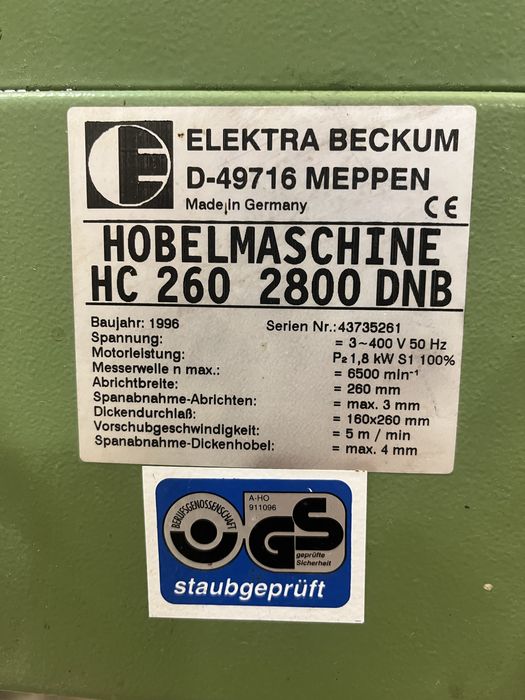 E ELEKTRA BECKUM
D-49716 MEPPEN
Made in Germany CE
HOBELMASCHINE
HC 260 2800 DNB
Baujahr: 1996 Serien Nr.:43735261
Spannung: = 3~400 V 50 Hz
Motorleistung: P2 1,8 kW S1 100%
Messerwelle n max.: = 6500 min-1
Abrichtbreite: = 260 mm
Spanabnahme-Abrichten: = max. 3 mm
Dickendurchlaß: = 160x260 mm
Vorschubgeschwindigkeit: = 5 m / min
Spanabnahme-Dickenhobel: = max. 4 mm
BERUFSGENOSSENSCHAFT
A-HO
911096
GS
geprüfte
Sicherheit
staubgeprüft